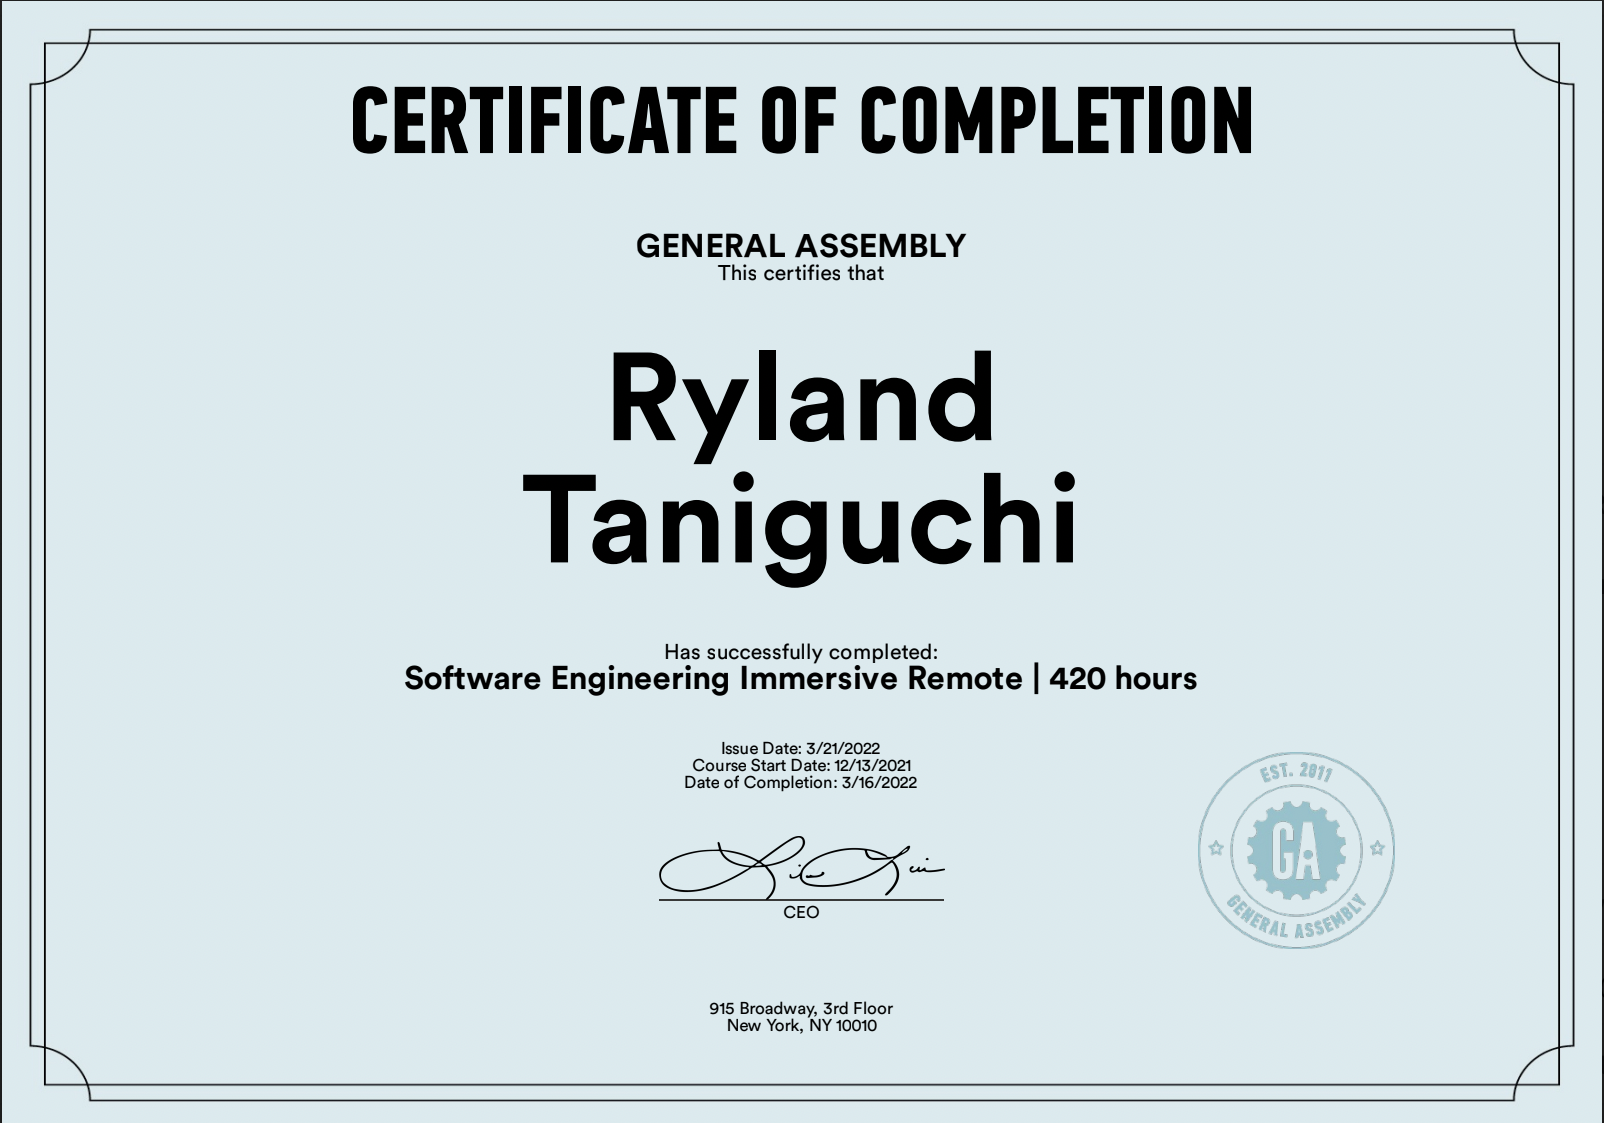 CERTIFICATE OF COMPLETION
GENERAL ASSEMBLY
This certifies that
Ryland
Taniguchi
Has successfully completed:
Software Engineering Immersive Remote | 420 hours
Issue Date: 3/21/2022
Course Start Date: 12/13/2021
Date of Completion: 3/16/2022
CEO
EST. 2011
GA
GENERAL ASSEMBLY
915 Broadway, 3rd Floor
New York, NY 10010